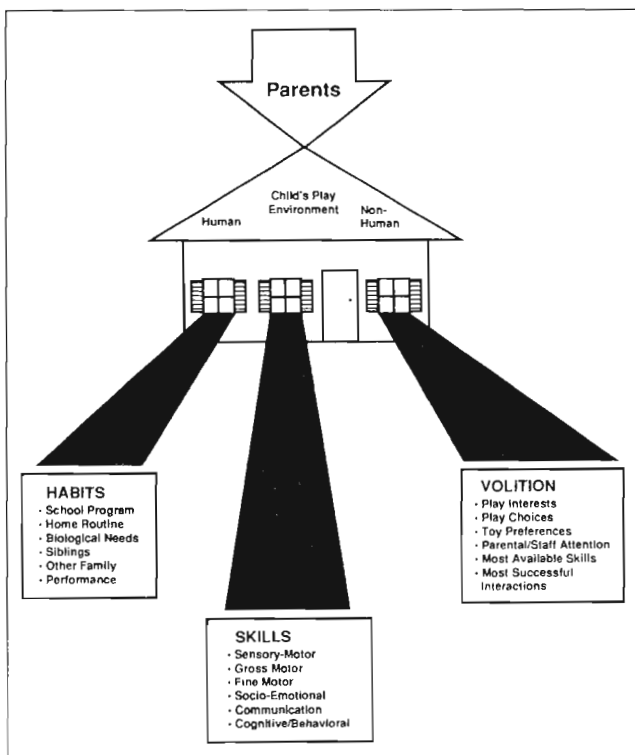 Parents
Child's Play
Environment
Human
Non-
Human
HABITS
· School Program
· Home Routine
· Biological Needs
· Siblings
· Other Family
· Performance
SKILLS
· Sensory-Motor
· Gross Motor
· Fine Motor
· Socio-Emotional
· Communication
· Cognitive/Behavioral
VOLITION
· Play Interests
· Play Choices
· Toy Preferences
· Parental/Staff Attention
· Most Available Skills
· Most Successful
Interactions